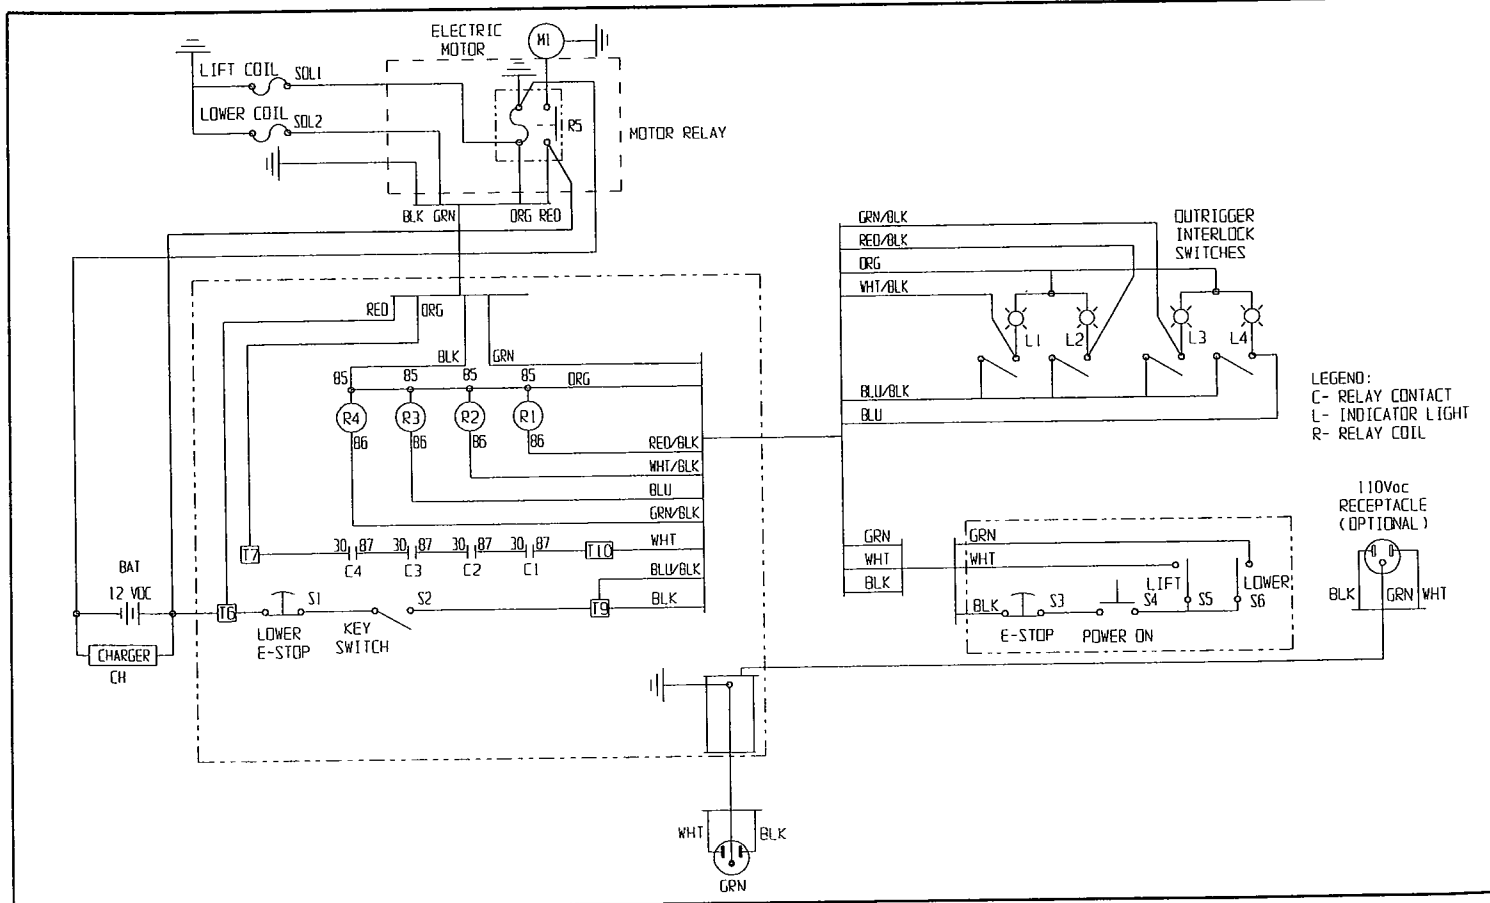 ELECTRIC
MOTOR
M1
LIFT COIL
SOL1
LOWER COIL
SOL2
R5
MOTOR RELAY
BLK
GRN
ORG
RED
GRN/BLK
RED/BLK
ORG
WHT/BLK
OUTRIGGER
INTERLOCK
SWITCHES
L1
L2
L3
L4
BLU/BLK
BLU
LEGEND:
C- RELAY CONTACT
L- INDICATOR LIGHT
R- RELAY COIL
RED
ORG
BLK
GRN
85
85
85
85
ORG
R4
R3
R2
R1
86
86
86
86
RED/BLK
WHT/BLK
BLU
GRN/BLK
T7
30
87
30
87
30
87
30
87
T10
WHT
C4
C3
C2
C1
BLU/BLK
BAT
12 VDC
T6
S1
S2
T9
BLK
LOWER
E-STOP
KEY
SWITCH
CHARGER
CH
GRN
WHT
BLK
GRN
WHT
LIFT
LOWER
BLK
S3
S4
S5
S6
E-STOP
POWER ON
110Vac
RECEPTACLE
(OPTIONAL)
BLK
GRN
WHT
WHT
BLK
GRN